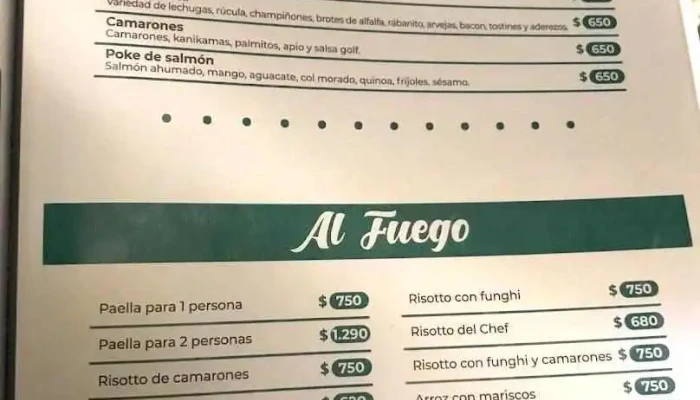 Variedad de lechugas, rúcula, champiñones, brotes de alfalfa, rábanito, arvejas, bacon, tostines y aderezos. $ 650
Camarones
Camarones, kanikamas, palmitos, apio y salsa golf. $ 650
Poke de salmón
Salmón ahumado, mango, aguacate, col morado, quinoa, frijoles, sésamo. $ 650
Al Fuego
Paella para 1 persona $ 750
Paella para 2 personas $ 1.290
Risotto de camarones $ 750
Risotto con funghi $ 750
Risotto del Chef $ 680
Risotto con funghi y camarones $ 750
Arroz con mariscos $ 750